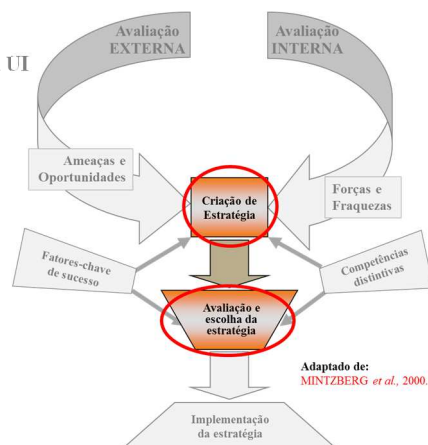 Avaliação
EXTERNA
Avaliação
INTERNA
UI
Ameaças e
Oportunidades
Forças e
Fraquezas
Criação de
Estratégia
Fatores-chave
de sucesso
Competências
distintivas
Avaliação e
escolha da
estratégia
Adaptado de:
MINTZBERG et al., 2000.
Implementação
da estratégia